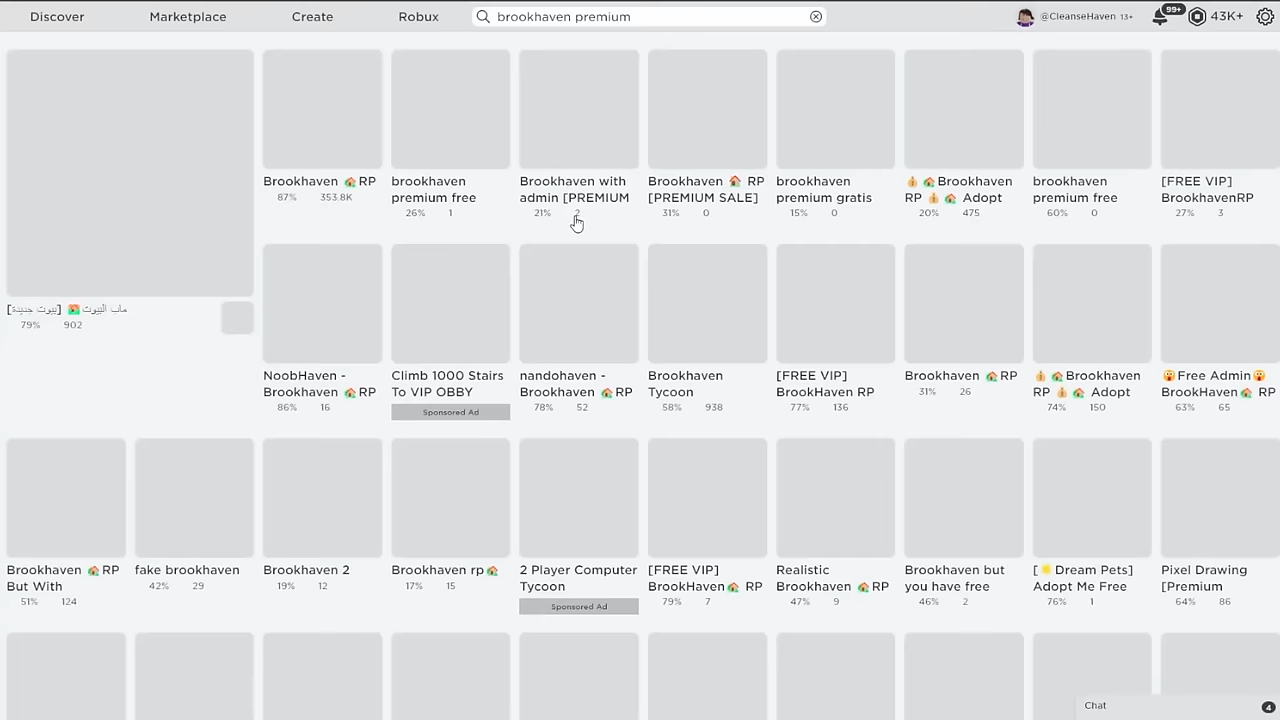 Discover
Marketplace
Create
Robux
brookhaven premium
@CleanseHaven 13+
99+
43K+
Brookhaven 🏠RP
87% 353.8K
brookhaven
premium free
26% 1
Brookhaven with
admin [PREMIUM
21% 2
Brookhaven 🏠 RP
[PREMIUM SALE]
31% 0
brookhaven
premium gratis
15% 0
💰🏠Brookhaven
RP 💰🏠 Adopt
20% 475
brookhaven
premium free
60% 0
[FREE VIP]
BrookhavenRP
27% 3
ماب البيوت 🏠 [بيوت جديدة]
79% 902
NoobHaven -
Brookhaven 🏠RP
86% 16
Climb 1000 Stairs
To VIP OBBY
Sponsored Ad
nandohaven -
Brookhaven 🏠RP
78% 52
Brookhaven
Tycoon
58% 938
[FREE VIP]
BrookHaven RP
77% 136
Brookhaven 🏠RP
31% 26
💰🏠Brookhaven
RP 💰🏠 Adopt
74% 150
😱Free Admin😱
BrookHaven🏠 RP
63% 65
Brookhaven 🏠RP
But With
51% 124
fake brookhaven
42% 29
Brookhaven 2
19% 12
Brookhaven rp🏠
17% 15
2 Player Computer
Tycoon
Sponsored Ad
[FREE VIP]
BrookHaven🏠 RP
79% 7
Realistic
Brookhaven 🏠RP
47% 9
Brookhaven but
you have free
46% 2
[☀️Dream Pets]
Adopt Me Free
76% 1
Pixel Drawing
[Premium
64% 86
Chat
4